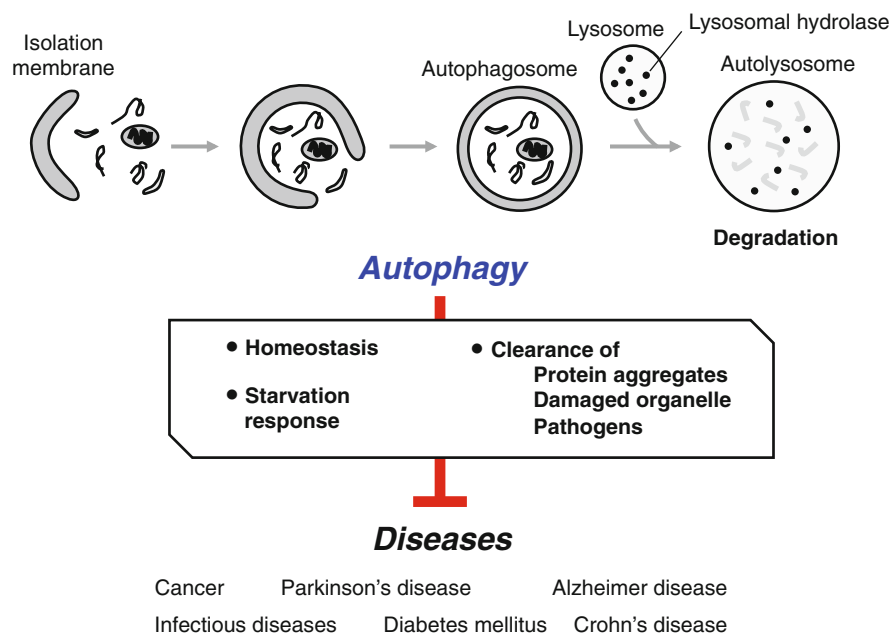 Isolation
membrane
Autophagosome
Lysosome
Lysosomal hydrolase
Autolysosome
Degradation
Autophagy
• Homeostasis
• Starvation
response
• Clearance of
Protein aggregates
Damaged organelle
Pathogens
Diseases
Cancer Parkinson's disease Alzheimer disease
Infectious diseases Diabetes mellitus Crohn's disease